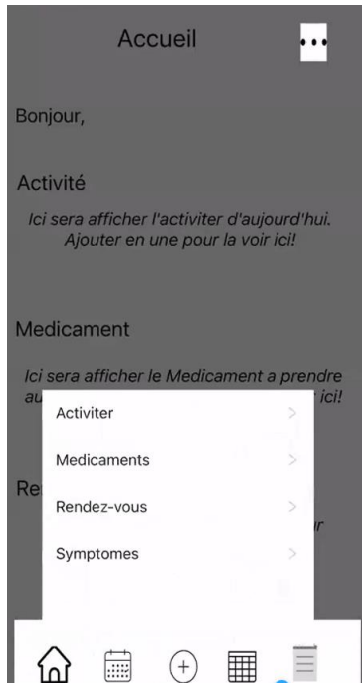 Accueil
Bonjour,
Activité
Ici sera afficher l'activiter d'aujourd'hui.
Ajouter en une pour la voir ici!
Medicament
Ici sera afficher le Medicament a prendre
ici!
Activiter
Medicaments
Rendez-vous
Symptomes